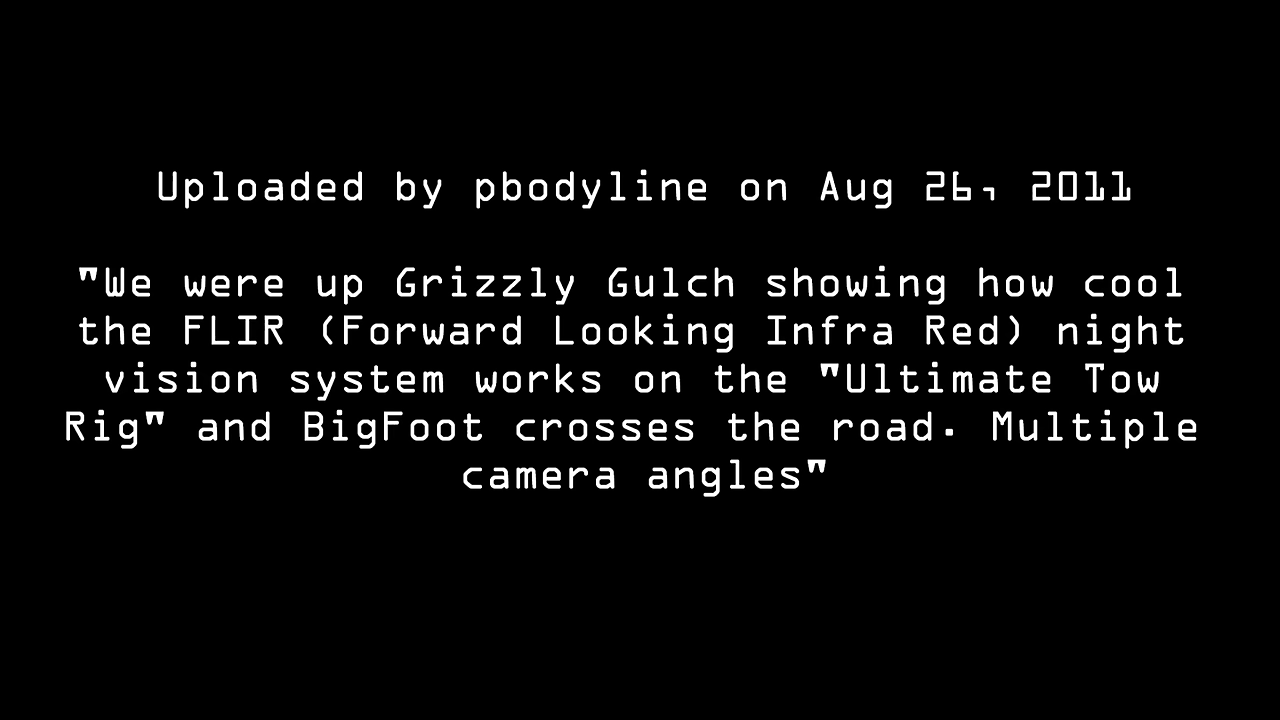 Uploaded by pbodyline on Aug 26, 2011
"We were up Grizzly Gulch showing how cool
the FLIR (Forward Looking Infra Red) night
vision system works on the "Ultimate Tow
Rig" and BigFoot crosses the road. Multiple
camera angles"